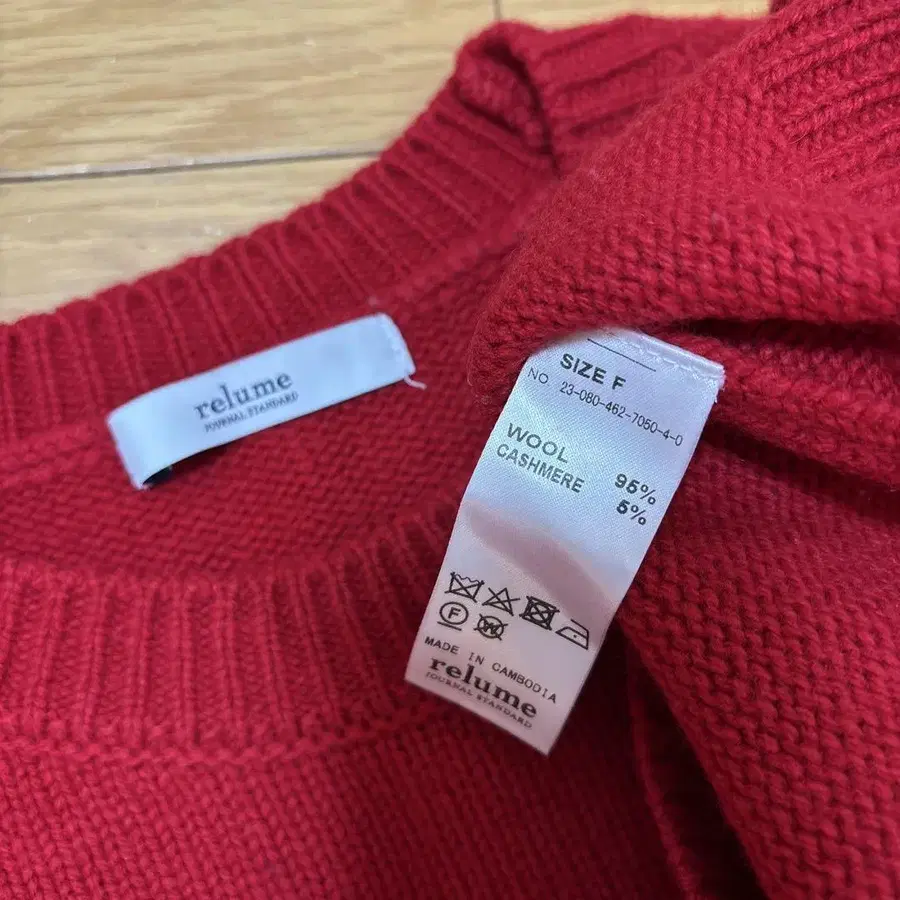 relume
JOURNAL STANDARD
SIZE F
NO 23-080-462-7050-4-0
WOOL 95%
CASHMERE 5%
F
W
MADE IN CAMBODIA
relume
JOURNAL STANDARD